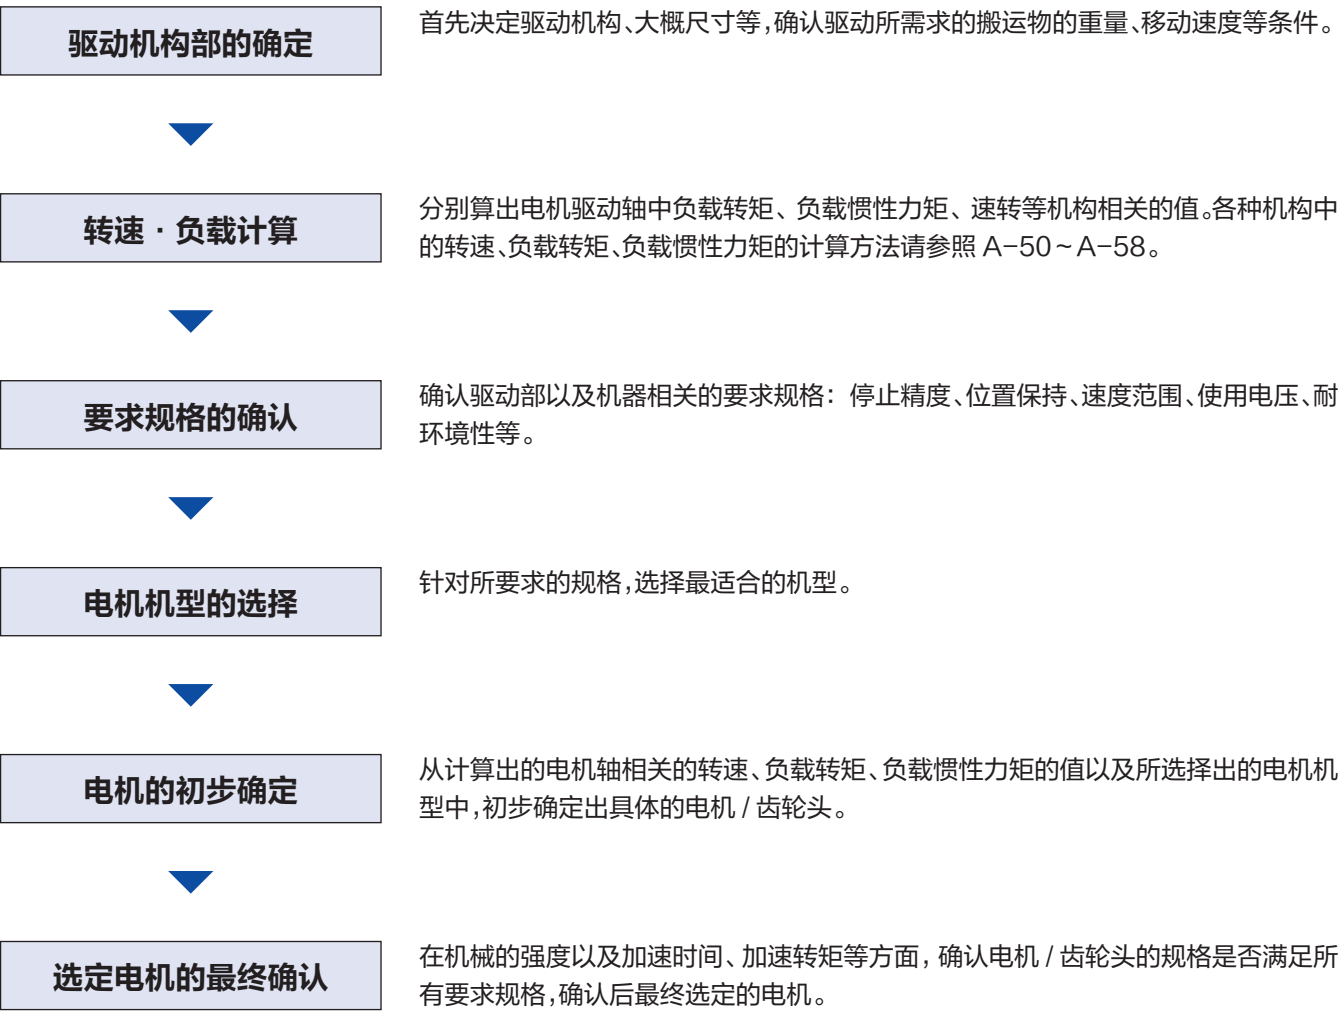 驱动机构部的确定
首先决定驱动机构、大概尺寸等,确认驱动所需求的搬运物的重量、移动速度等条件。
转速·负载计算
分别算出电机驱动轴中负载转矩、负载惯性力矩、速转等机构相关的值。各种机构中
的转速、负载转矩、负载惯性力矩的计算方法请参照 A-50~A-58。
要求规格的确认
确认驱动部以及机器相关的要求规格: 停止精度、位置保持、速度范围、使用电压、耐
环境性等。
电机机型的选择
针对所要求的规格,选择最适合的机型。
电机的初步确定
从计算出的电机轴相关的转速、负载转矩、负载惯性力矩的值以及所选择出的电机机
型中,初步确定出具体的电机 / 齿轮头。
选定电机的最终确认
在机械的强度以及加速时间、加速转矩等方面, 确认电机 / 齿轮头的规格是否满足所
有要求规格,确认后最终选定的电机。